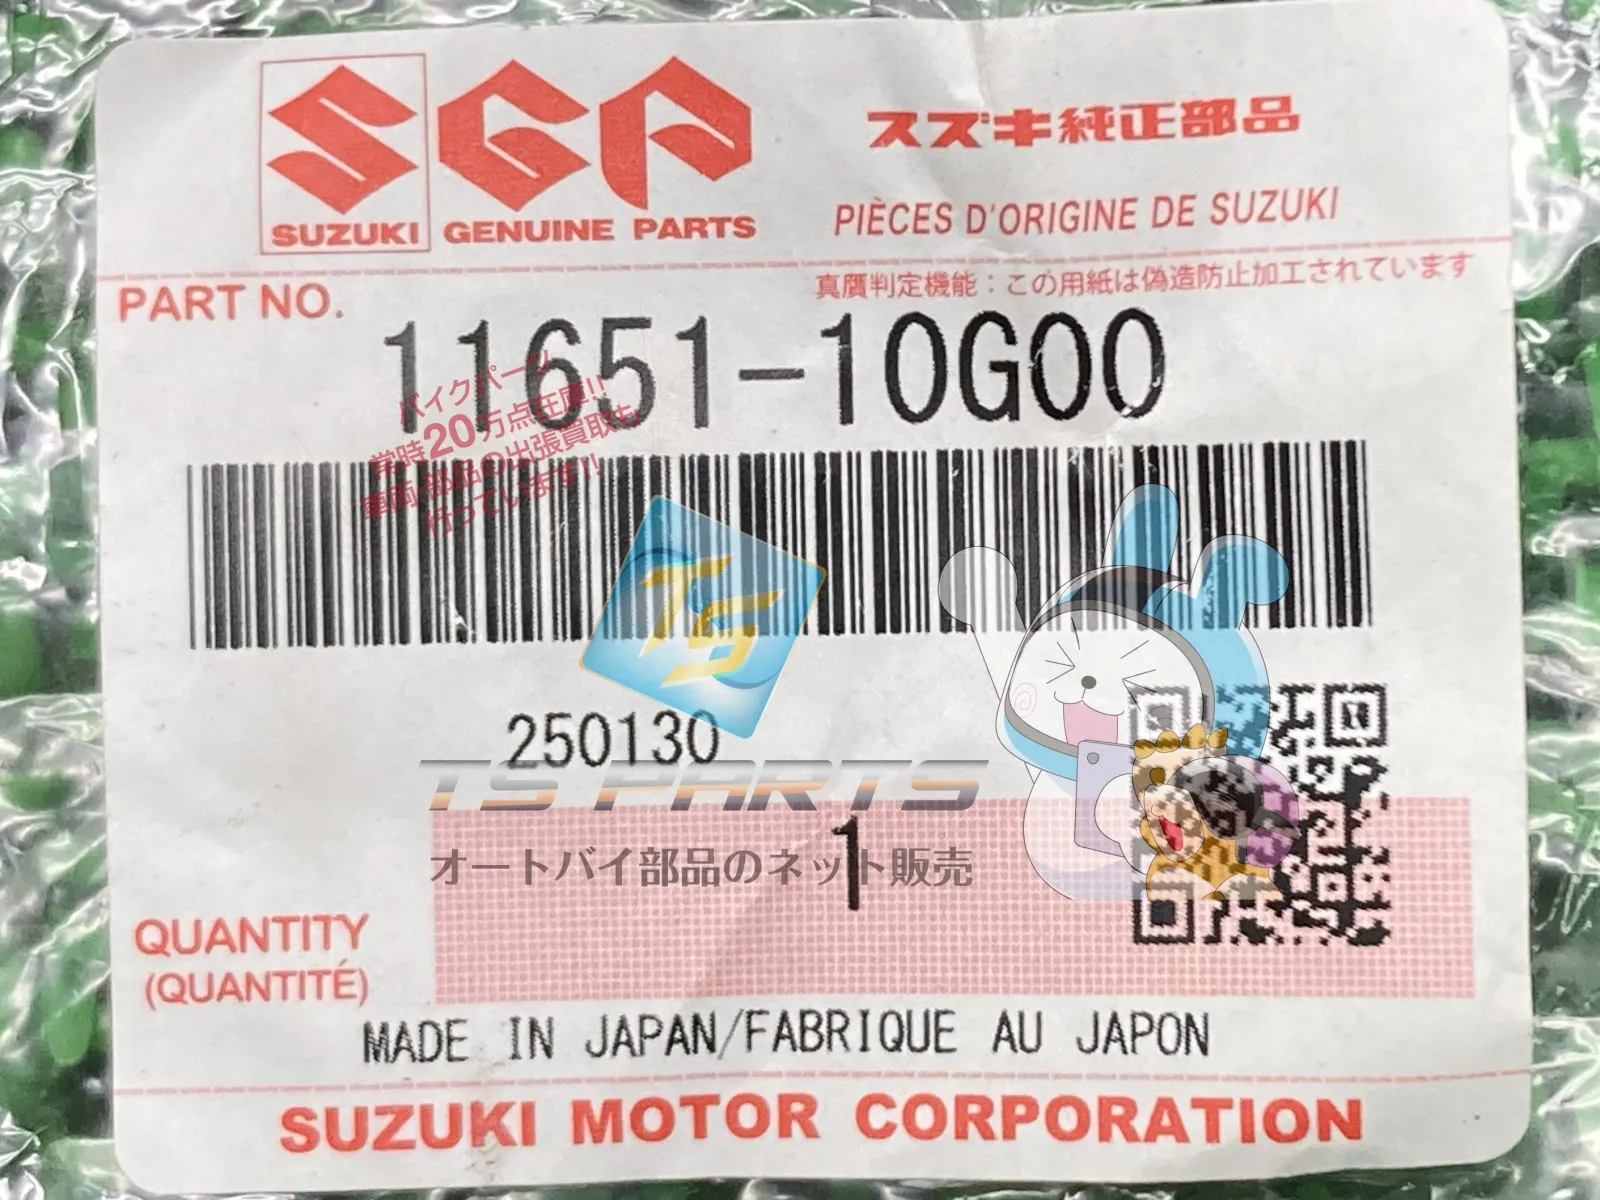 SGP
SUZUKI GENUINE PARTS
スズキ純正部品
PIÈCES D'ORIGINE DE SUZUKI
真贋判定機能：この用紙は偽造防止加工されています
PART NO.
11651-10G00
バイクパーツ
常時20万点在庫!!
車両・部品の出張買取も
行っています!!
TS
250130
TS PARTS
オートバイ部品のネット販売
1
QUANTITY
(QUANTITÉ)
MADE IN JAPAN/FABRIQUE AU JAPON
SUZUKI MOTOR CORPORATION